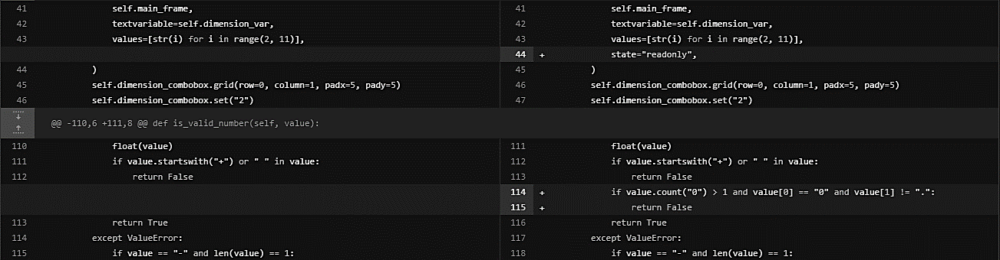 41 self.main_frame,
42 textvariable=self.dimension_var,
43 values=[str(i) for i in range(2, 11)],
44 )
45 self.dimension_combobox.grid(row=0, column=1, padx=5, pady=5)
46 self.dimension_combobox.set("2")
41 self.main_frame,
42 textvariable=self.dimension_var,
43 values=[str(i) for i in range(2, 11)],
44 + state="readonly",
45 )
46 self.dimension_combobox.grid(row=0, column=1, padx=5, pady=5)
47 self.dimension_combobox.set("2")
@@ -110,6 +111,8 @@ def is_valid_number(self, value):
110 float(value)
111 if value.startswith("+") or " " in value:
112 return False
113 return True
114 except ValueError:
115 if value == "-" and len(value) == 1:
111 float(value)
112 if value.startswith("+") or " " in value:
113 return False
114 + if value.count("0") > 1 and value[0] == "0" and value[1] != ".":
115 + return False
116 return True
117 except ValueError:
118 if value == "-" and len(value) == 1: